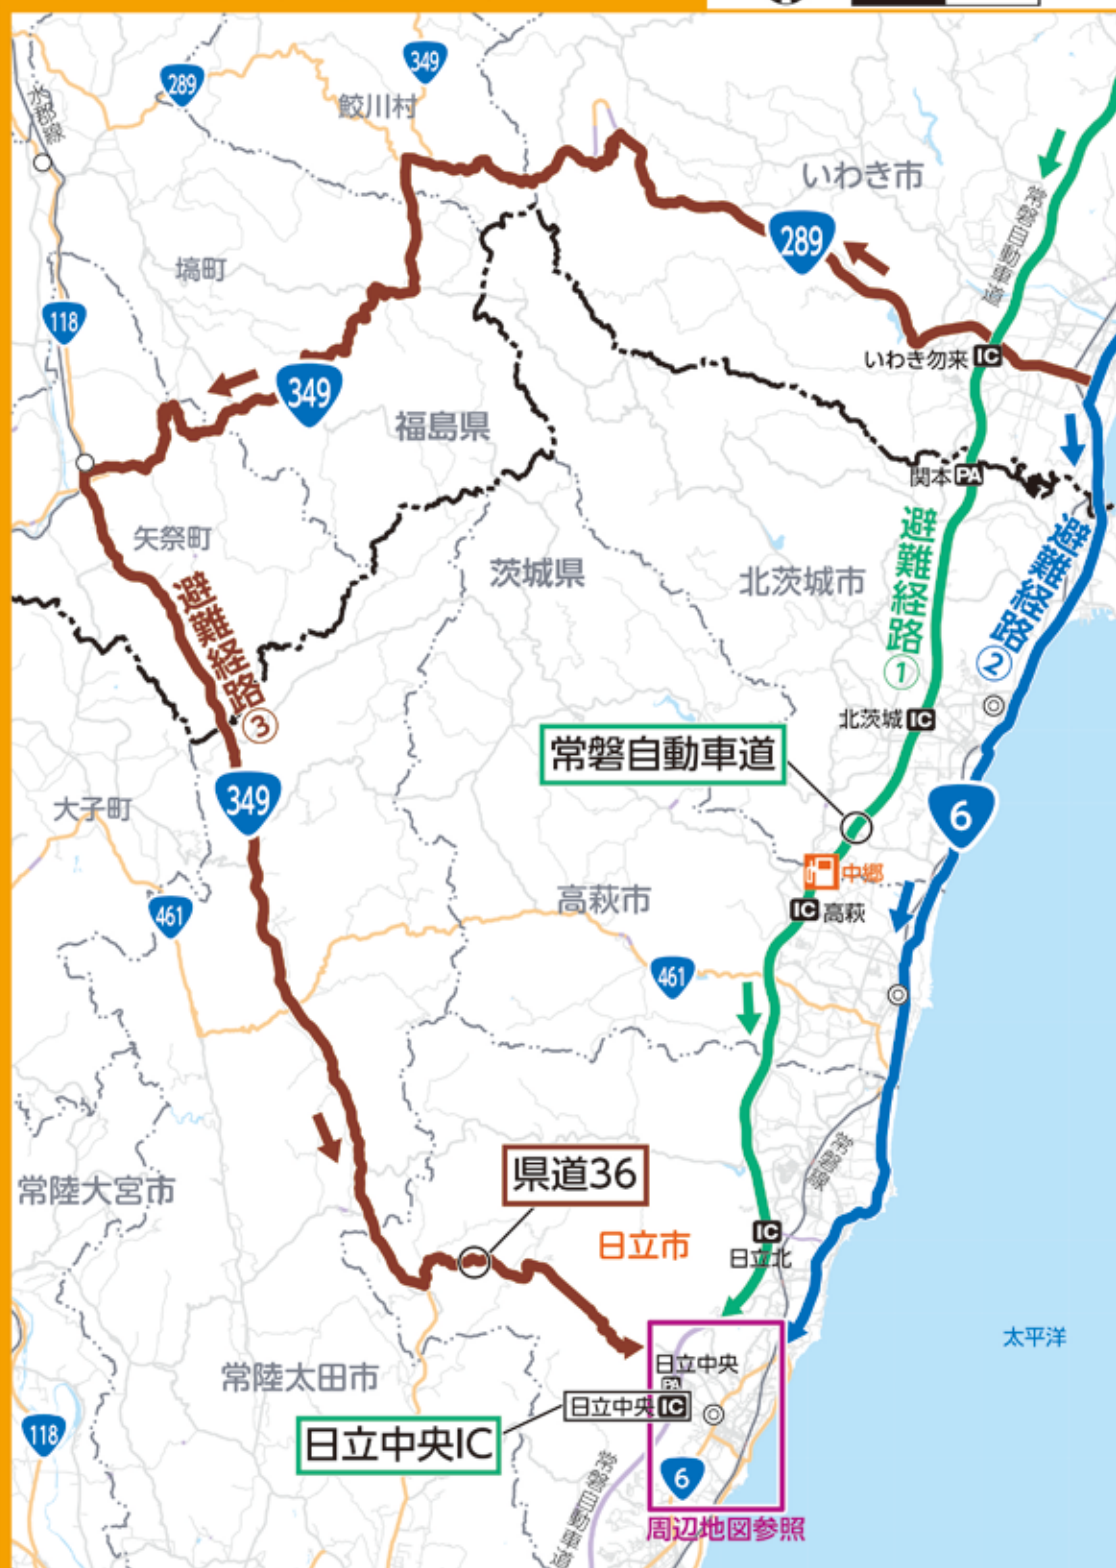 349
289
鮫川村
水郡線
いわき市
常磐自動車道
289
塙町
118
いわき勿来 IC
349
福島県
関本 PA
矢祭町
避難経路①
避難経路②
避難経路③
茨城県
北茨城市
北茨城 IC
常磐自動車道
349
大子町
6
中郷
461
高萩市
IC 高萩
461
常陸大宮市
県道36
常磐線
日立市
IC
日立北
太平洋
日立中央
PA
常陸太田市
日立中央 IC
日立中央IC
118
6
常磐自動車道
周辺地図参照